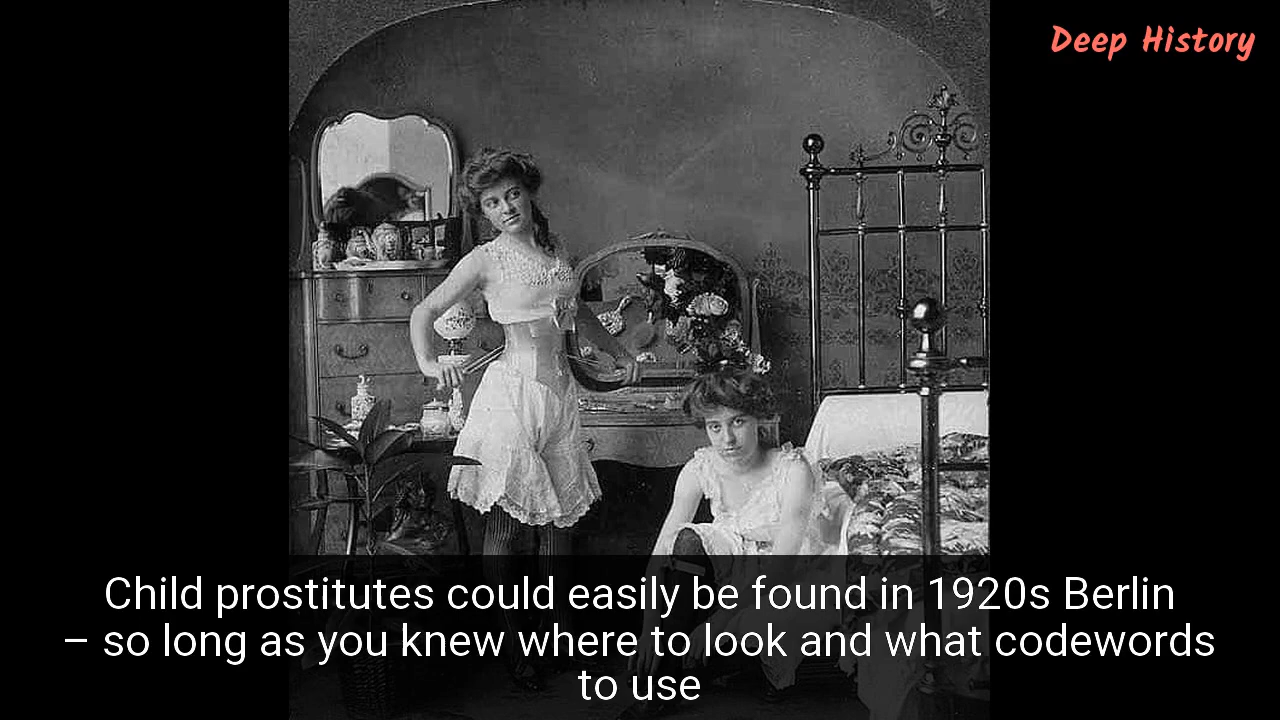 Deep History
Child prostitutes could easily be found in 1920s Berlin
– so long as you knew where to look and what codewords
to use